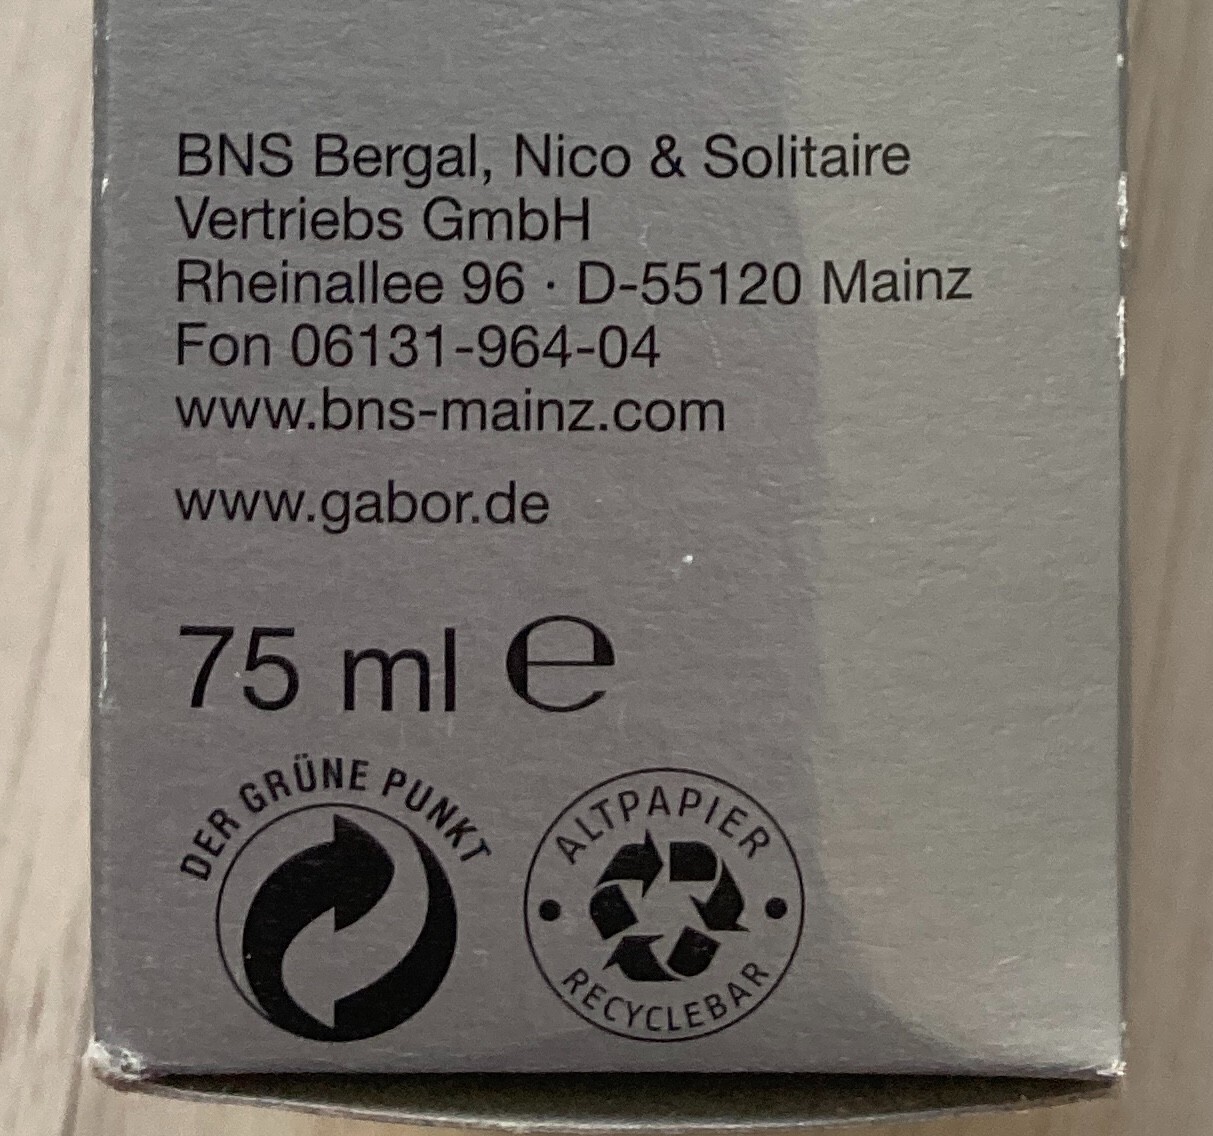 BNS Bergal, Nico & Solitaire
Vertriebs GmbH
Rheinallee 96 · D-55120 Mainz
Fon 06131-964-04
www.bns-mainz.com
www.gabor.de
75 ml ℮
DER GRÜNE PUNKT
ALTPAPIER
RECYCLEBAR